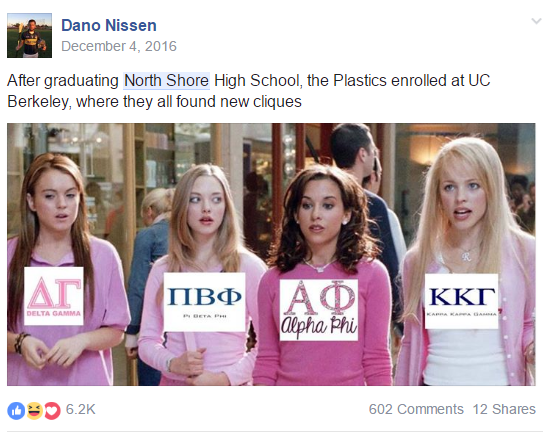 Dano Nissen
December 4, 2016
After graduating North Shore High School, the Plastics enrolled at UC
Berkeley, where they all found new cliques
ΔΓ
DELTA GAMMA
ΠΒΦ
PI BETA PHI
ΑΦ
Alpha Phi
ΚΚΓ
KAPPA KAPPA GAMMA
R
6.2K 602 Comments 12 Shares